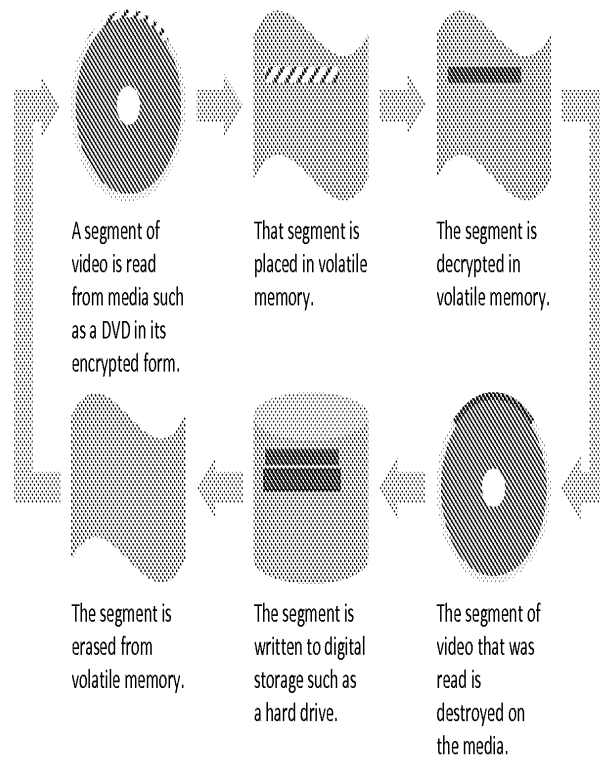 A segment of
video is read
from media such
as a DVD in its
encrypted form.
That segment is
placed in volatile
memory.
The segment is
decrypted in
volatile memory.
The segment is
erased from
volatile memory.
The segment is
written to digital
storage such as
a hard drive.
The segment of
video that was
read is
destroyed on
the media.